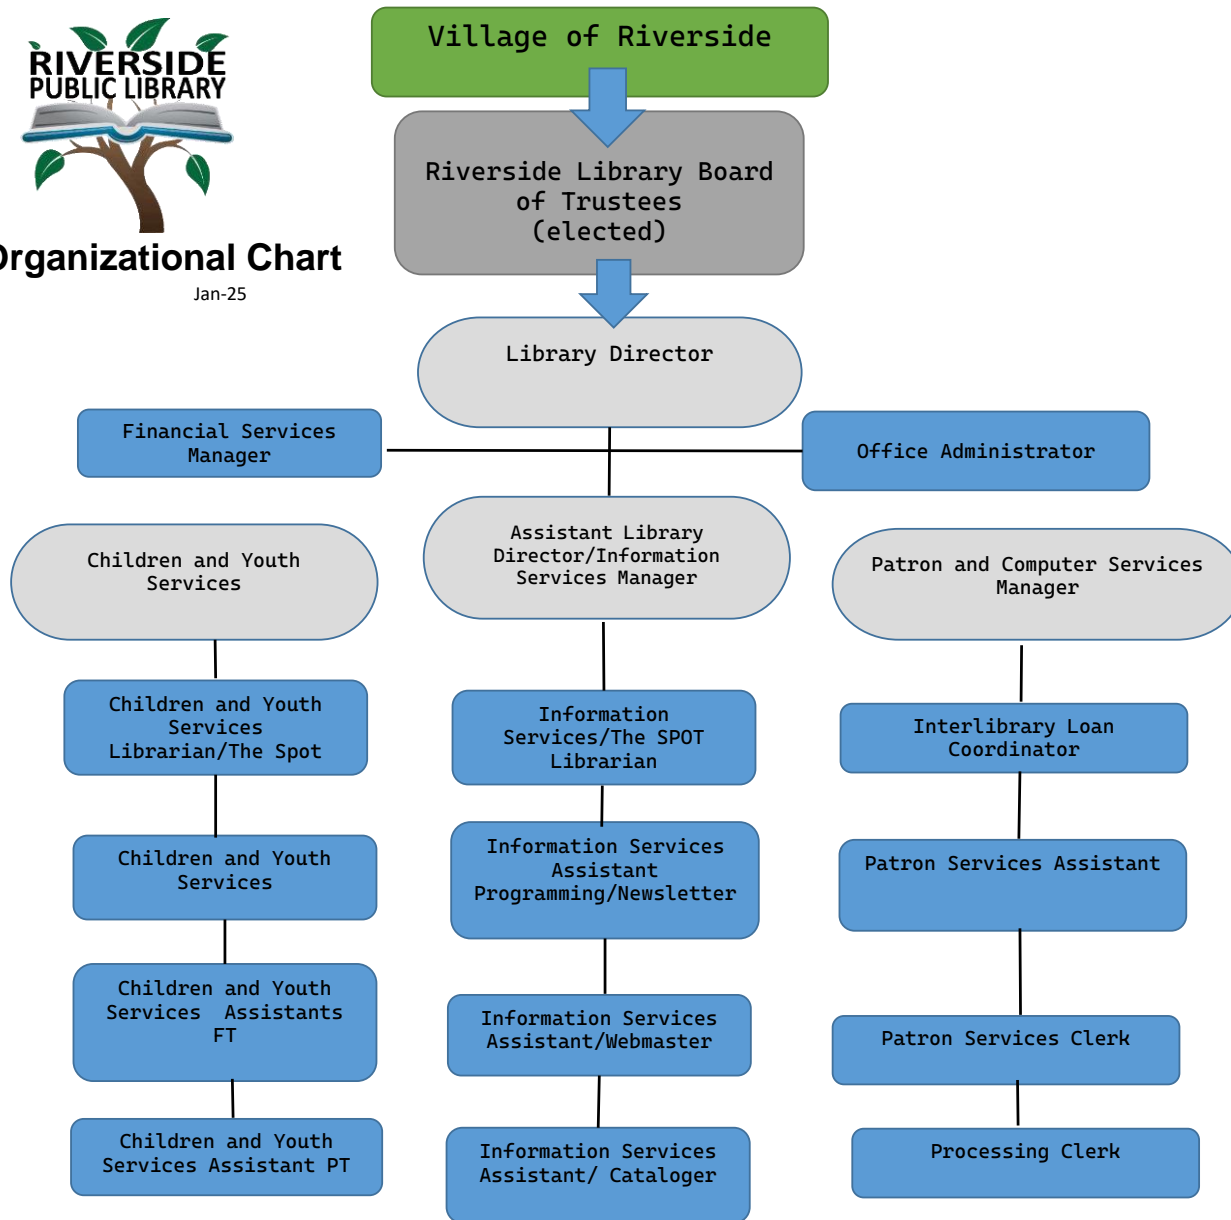 RIVERSIDE
PUBLIC LIBRARY
Organizational Chart
Jan-25
Village of Riverside
Riverside Library Board
of Trustees
(elected)
Library Director
Financial Services
Manager
Office Administrator
Children and Youth
Services
Assistant Library
Director/Information
Services Manager
Patron and Computer Services
Manager
Children and Youth
Services
Librarian/The Spot
Information
Services/The SPOT
Librarian
Interlibrary Loan
Coordinator
Children and Youth
Services
Information Services
Assistant
Programming/Newsletter
Patron Services Assistant
Children and Youth
Services  Assistants
FT
Information Services
Assistant/Webmaster
Patron Services Clerk
Children and Youth
Services Assistant PT
Information Services
Assistant/ Cataloger
Processing Clerk